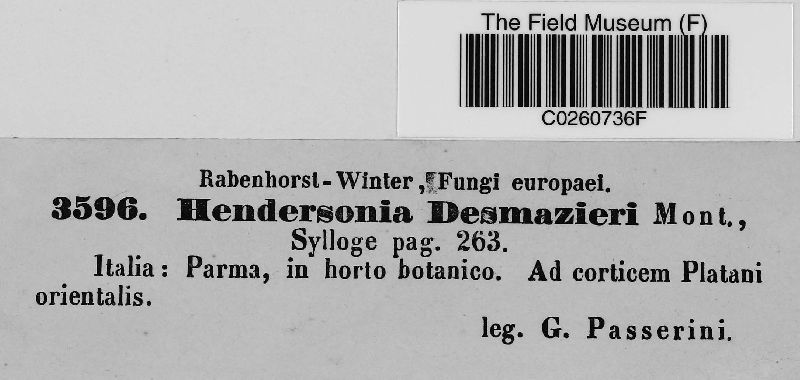 The Field Museum (F)
C0260736F
Rabenhorst-Winter, Fungi europaei.
3596. Hendersonia Desmazieri Mont.,
Sylloge pag. 263.
Italia: Parma, in horto botanico. Ad corticem Platani
orientalis.
leg. G. Passerini.